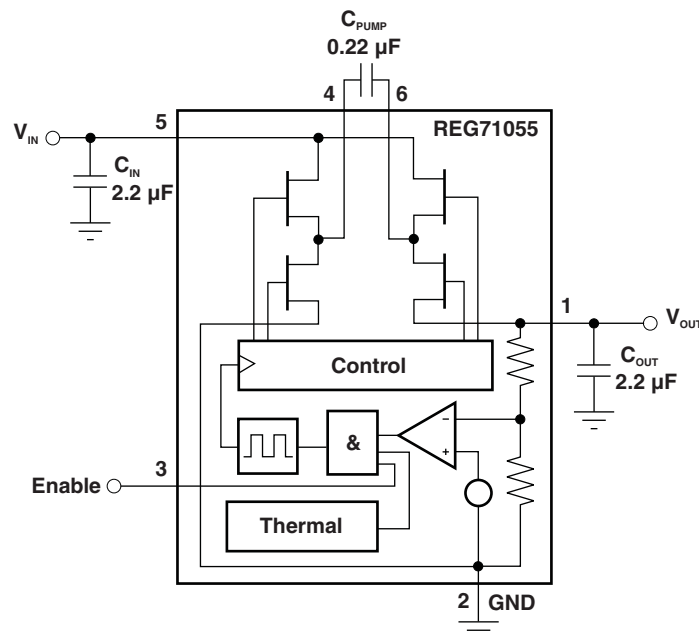 C_PUMP
0.22 µF
4 6
V_IN
5
REG71055
C_IN
2.2 µF
1
V_OUT
C_OUT
2.2 µF
Control
&
−
+
3
Enable
Thermal
2
GND